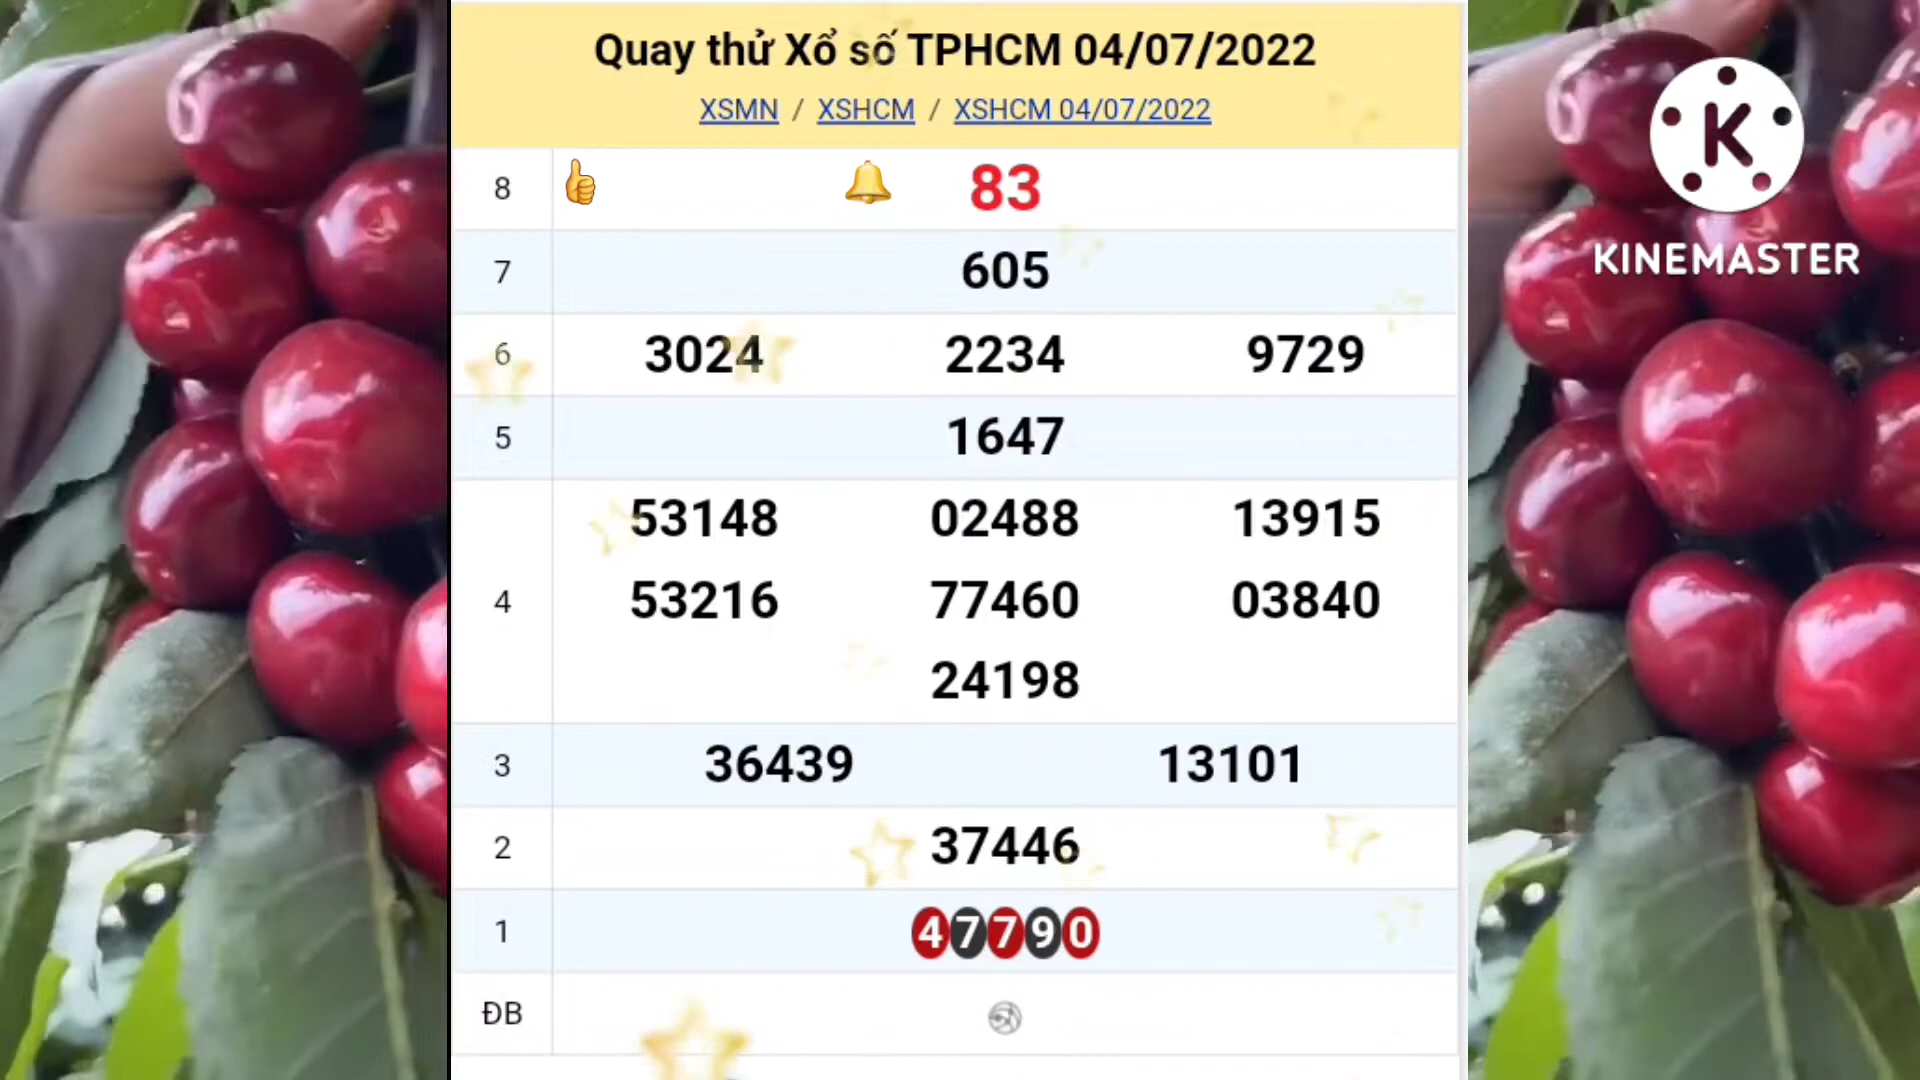 Quay thử Xổ số TPHCM 04/07/2022
XSMN / XSHCM / XSHCM 04/07/2022
8 83
7 605
6 3024 2234 9729
5 1647
53148 02488 13915
4 53216 77460 03840
24198
3 36439 13101
2 37446
1 47790
ĐB
K
KINEMASTER